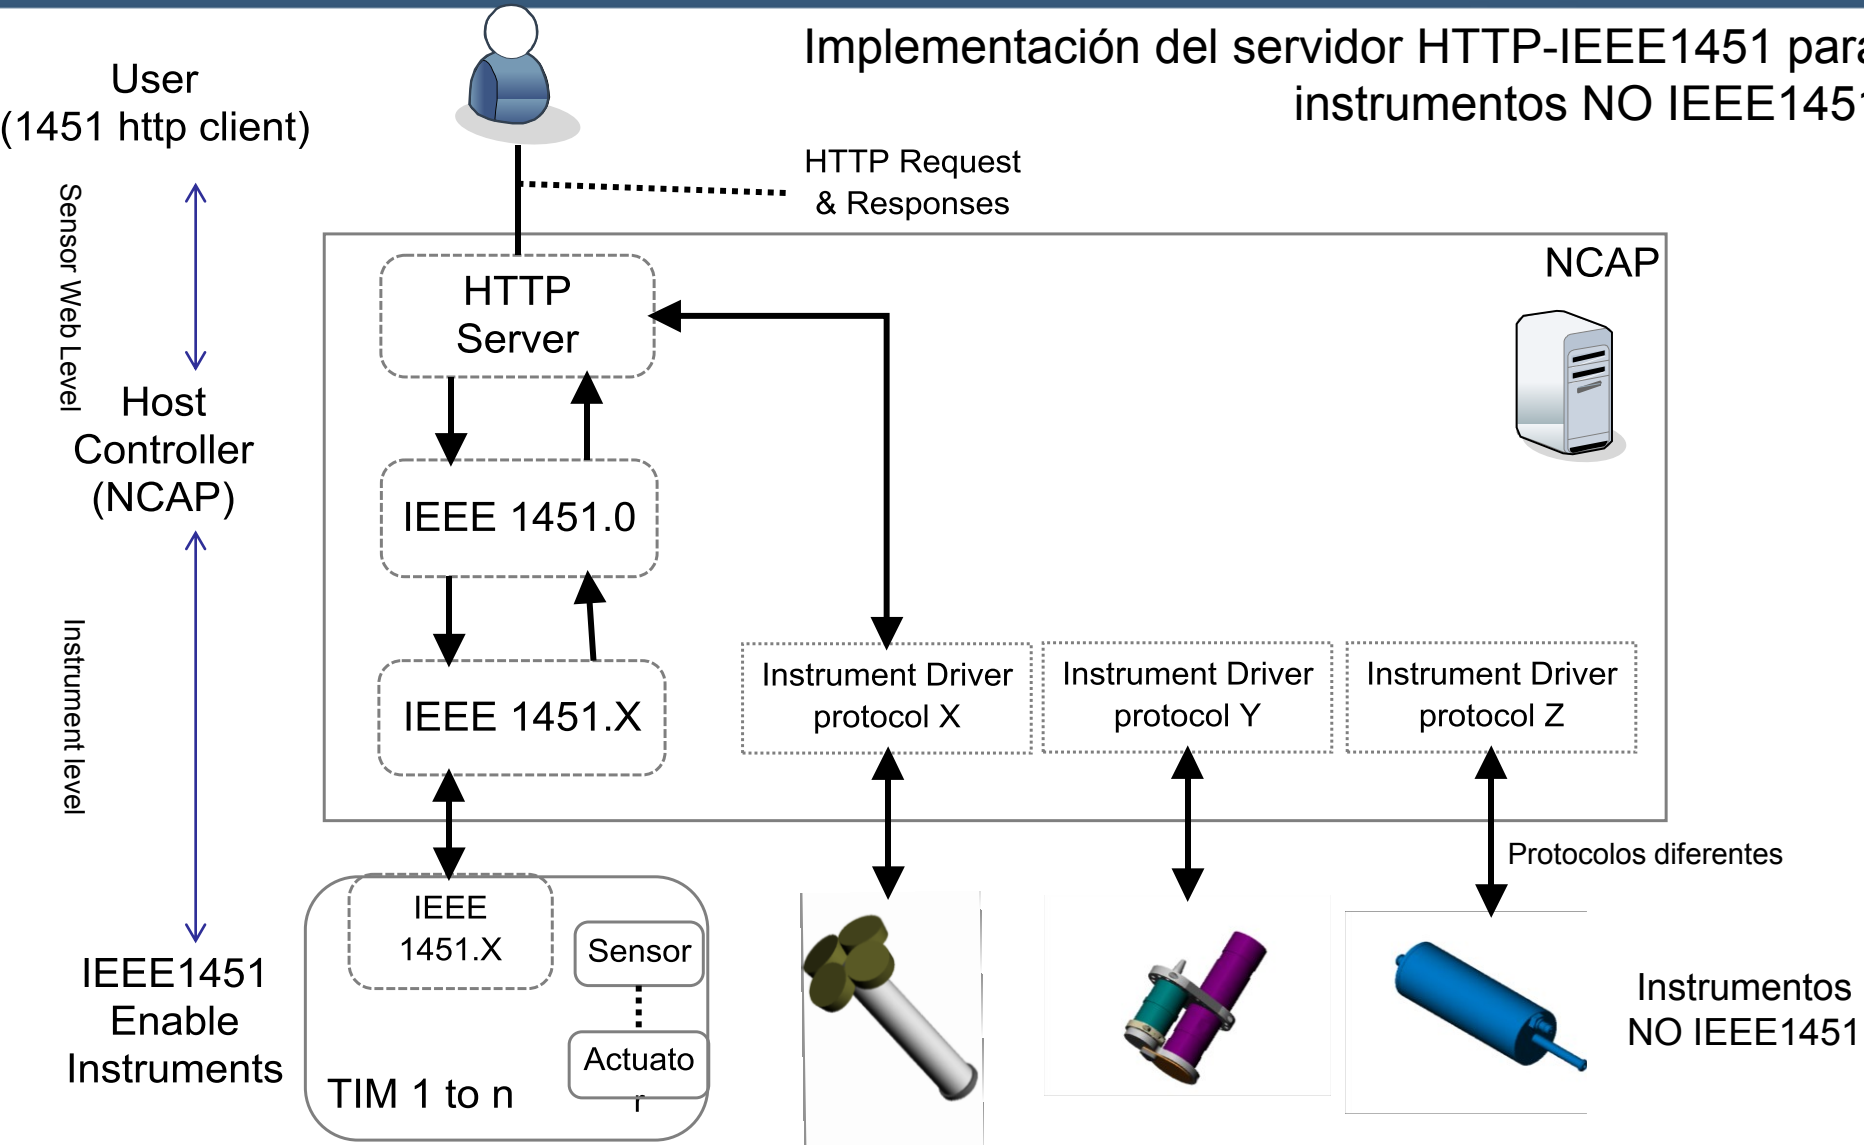 Implementación del servidor HTTP-IEEE1451 para
instrumentos NO IEEE1451
User
(1451 http client)
HTTP Request
& Responses
Sensor Web Level
NCAP
HTTP
Server
Host
Controller
(NCAP)
IEEE 1451.0
Instrument level
IEEE 1451.X
Instrument Driver
protocol X
Instrument Driver
protocol Y
Instrument Driver
protocol Z
Protocolos diferentes
IEEE
1451.X
Sensor
Actuato
r
TIM 1 to n
IEEE1451
Enable
Instruments
Instrumentos
NO IEEE1451